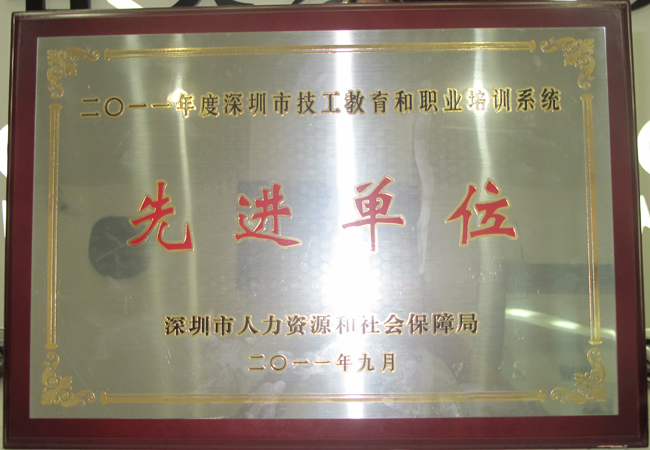 二〇一一年度深圳市技工教育和职业培训系统
先进单位
深圳市人力资源和社会保障局
二〇一一年九月